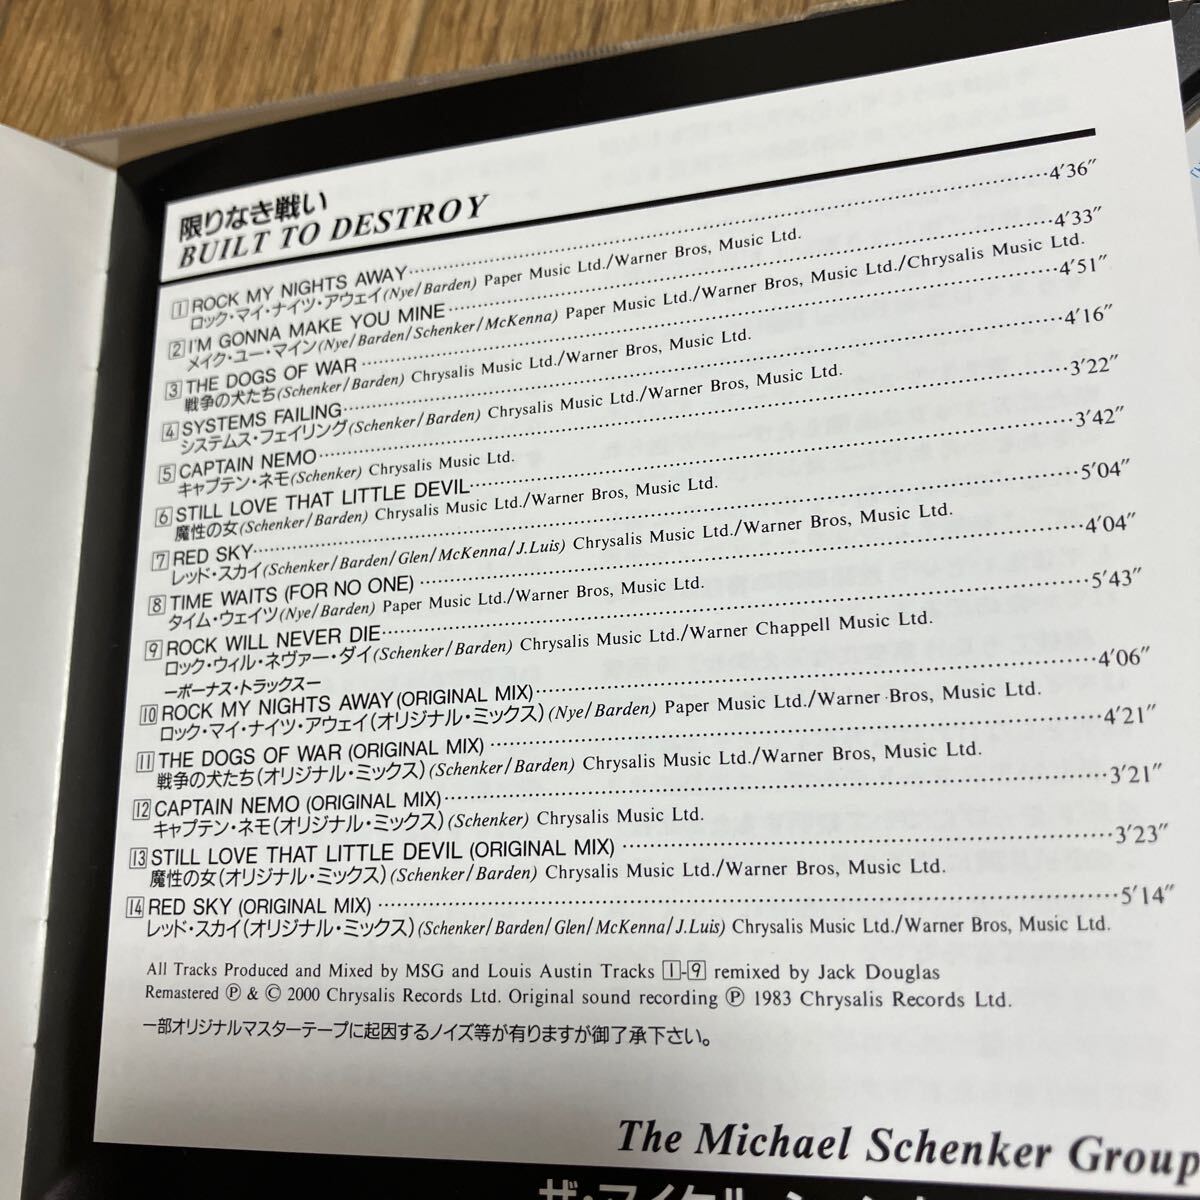 限りなき戦い
BUILT TO DESTROY
1 ROCK MY NIGHTS AWAY 4′36″
ロック・マイ・ナイツ・アウェイ(Nye/Barden) Paper Music Ltd./Warner Bros, Music Ltd.
2 I'M GONNA MAKE YOU MINE 4′33″
メイク・ユー・マイン(Nye/Barden/Schenker/McKenna) Paper Music Ltd./Warner Bros, Music Ltd./Chrysalis Music Ltd.
3 THE DOGS OF WAR 4′51″
戦争の犬たち(Schenker/Barden) Chrysalis Music Ltd./Warner Bros, Music Ltd.
4 SYSTEMS FAILING 4′16″
システムス・フェイリング(Schenker/Barden) Chrysalis Music Ltd./Warner Bros, Music Ltd.
5 CAPTAIN NEMO 3′22″
キャプテン・ネモ(Schenker) Chrysalis Music Ltd.
6 STILL LOVE THAT LITTLE DEVIL 3′42″
魔性の女(Schenker/Barden) Chrysalis Music Ltd./Warner Bros, Music Ltd.
7 RED SKY 5′04″
レッド・スカイ(Schenker/Barden/Glen/McKenna/J.Luis) Chrysalis Music Ltd./Warner Bros, Music Ltd.
8 TIME WAITS (FOR NO ONE) 4′04″
タイム・ウェイツ(Nye/Barden) Paper Music Ltd./Warner Bros, Music Ltd.
9 ROCK WILL NEVER DIE 5′43″
ロック・ウィル・ネヴァー・ダイ(Schenker/Barden) Chrysalis Music Ltd./Warner Chappell Music Ltd.
—ボーナス・トラックス—
10 ROCK MY NIGHTS AWAY (ORIGINAL MIX) 4′06″
ロック・マイ・ナイツ・アウェイ(オリジナル・ミックス)(Nye/Barden) Paper Music Ltd./Warner Bros, Music Ltd.
11 THE DOGS OF WAR (ORIGINAL MIX) 4′21″
戦争の犬たち(オリジナル・ミックス)(Schenker/Barden) Chrysalis Music Ltd./Warner Bros, Music Ltd.
12 CAPTAIN NEMO (ORIGINAL MIX) 3′21″
キャプテン・ネモ(オリジナル・ミックス)(Schenker) Chrysalis Music Ltd.
13 STILL LOVE THAT LITTLE DEVIL (ORIGINAL MIX) 3′23″
魔性の女(オリジナル・ミックス)(Schenker/Barden) Chrysalis Music Ltd./Warner Bros, Music Ltd.
14 RED SKY (ORIGINAL MIX) 5′14″
レッド・スカイ(オリジナル・ミックス)(Schenker/Barden/Glen/McKenna/J.Luis) Chrysalis Music Ltd./Warner Bros, Music Ltd.
All Tracks Produced and Mixed by MSG and Louis Austin Tracks 1-9 remixed by Jack Douglas
Remastered ℗ & © 2000 Chrysalis Records Ltd. Original sound recording ℗ 1983 Chrysalis Records Ltd.
一部オリジナルマスターテープに起因するノイズ等が有りますが御了承下さい。
The Michael Schenker Group